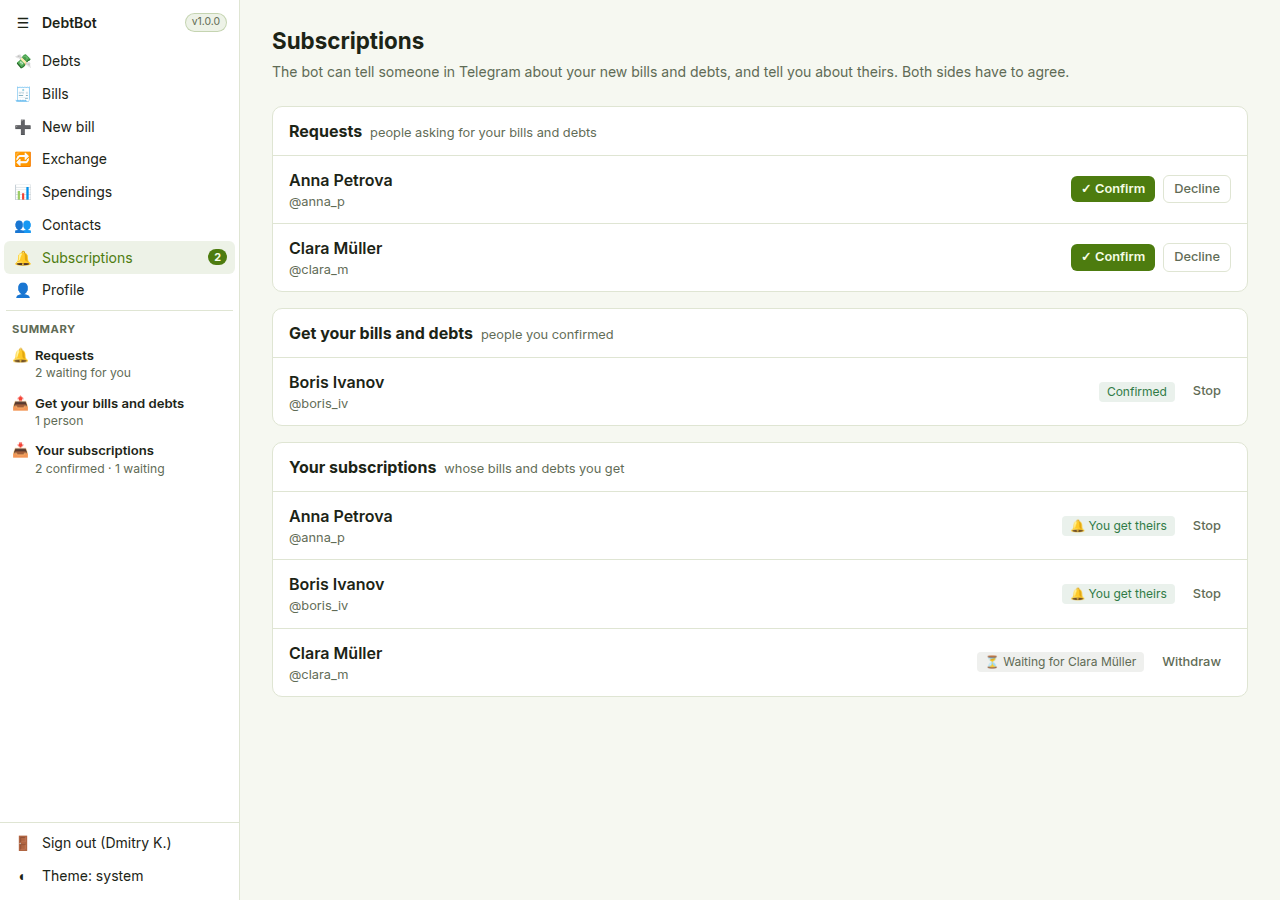 ☰ DebtBot v1.0.0
Debts
Bills
New bill
Exchange
Spendings
Contacts
Subscriptions 2
Profile
SUMMARY
Requests
2 waiting for you
Get your bills and debts
1 person
Your subscriptions
2 confirmed · 1 waiting
Sign out (Dmitry K.)
Theme: system
Subscriptions
The bot can tell someone in Telegram about your new bills and debts, and tell you about theirs. Both sides have to agree.
Requests people asking for your bills and debts
Anna Petrova
@anna_p
✓ Confirm Decline
Clara Müller
@clara_m
✓ Confirm Decline
Get your bills and debts people you confirmed
Boris Ivanov
@boris_iv
Confirmed Stop
Your subscriptions whose bills and debts you get
Anna Petrova
@anna_p
You get theirs Stop
Boris Ivanov
@boris_iv
You get theirs Stop
Clara Müller
@clara_m
Waiting for Clara Müller Withdraw